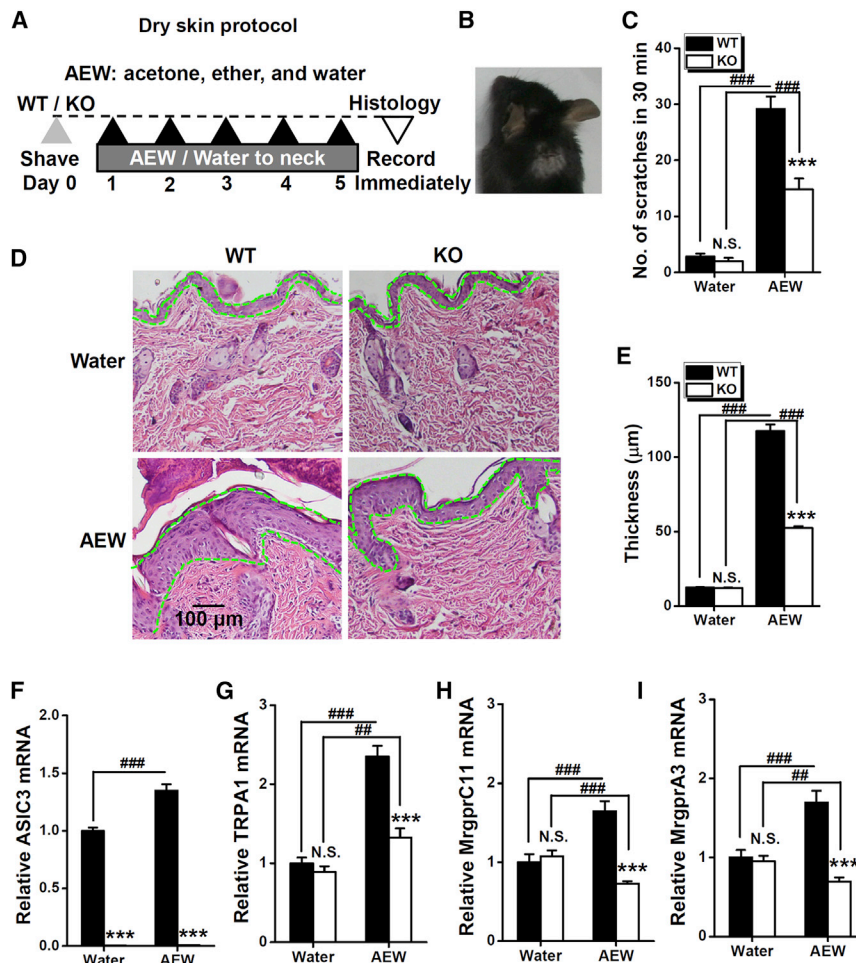 A
Dry skin protocol
AEW: acetone, ether, and water
WT / KO
Histology
AEW / Water to neck
Shave
Record
Day 0
1
2
3
4
5
Immediately
B
C
WT
KO
No. of scratches in 30 min
40
30
20
10
0
###
###
***
N.S.
Water
AEW
D
WT
KO
Water
AEW
100 µm
E
WT
KO
Thickness (µm)
150
100
50
0
###
###
***
N.S.
Water
AEW
F
Relative ASIC3 mRNA
2.0
1.5
1.0
0.5
0.0
###
***
***
Water
AEW
G
Relative TRPA1 mRNA
3
2
1
0
###
##
N.S.
***
Water
AEW
H
Relative MrgprC11 mRNA
3
2
1
0
###
###
N.S.
***
Water
AEW
I
Relative MrgprA3 mRNA
3
2
1
0
###
##
N.S.
***
Water
AEW